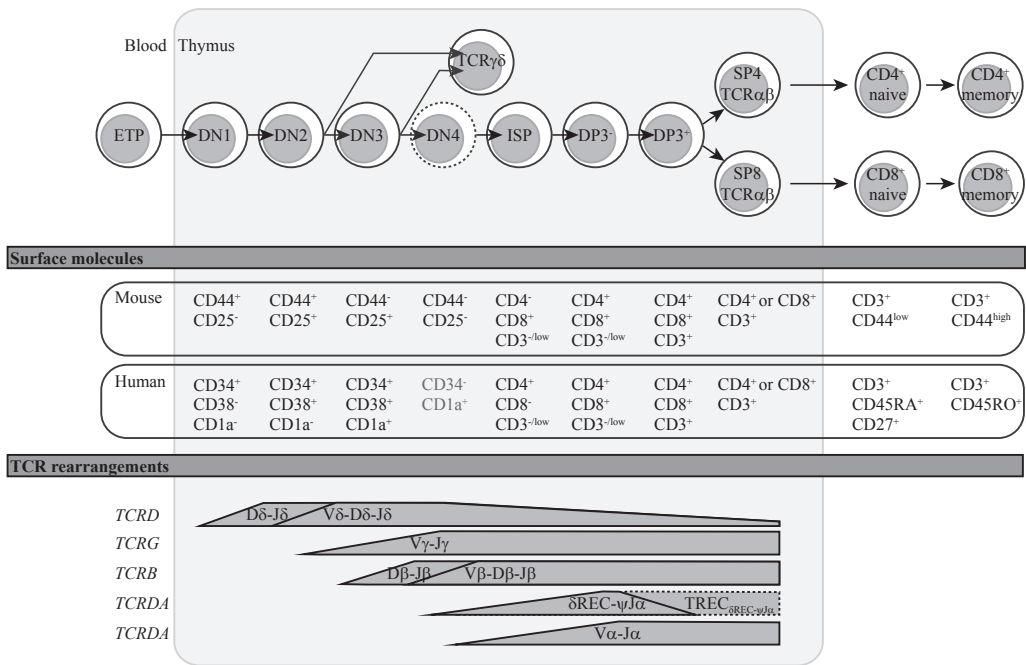 Blood Thymus
TCRγδ
ETP DN1 DN2 DN3 DN4 ISP DP3⁻ DP3⁺
SP4
TCRαβ
CD4⁺
naive
CD4⁺
memory
SP8
TCRαβ
CD8⁺
naive
CD8⁺
memory
Surface molecules
Mouse CD44⁺ CD44⁺ CD44⁻ CD44⁻ CD4⁻ CD4⁺ CD4⁺ CD4⁺ or CD8⁺ CD3⁺ CD3⁺
CD25⁻ CD25⁺ CD25⁺ CD25⁻ CD8⁺ CD8⁺ CD8⁺ CD3⁺ CD44low CD44high
CD3-/low CD3-/low CD3⁺
Human CD34⁺ CD34⁺ CD34⁺ CD34⁻ CD4⁺ CD4⁺ CD4⁺ CD4⁺ or CD8⁺ CD3⁺ CD3⁺
CD38⁻ CD38⁺ CD38⁺ CD1a⁺ CD8⁻ CD8⁺ CD8⁺ CD3⁺ CD45RA⁺ CD45RO⁺
CD1a⁻ CD1a⁻ CD1a⁺ CD3-/low CD3-/low CD3⁺ CD27⁺
TCR rearrangements
TCRD Dδ-Jδ Vδ-Dδ-Jδ
TCRG Vγ-Jγ
TCRB Dβ-Jβ Vβ-Dβ-Jβ
TCRDA δREC-ψJα TRECδREC-ψJα
TCRDA Vα-Jα